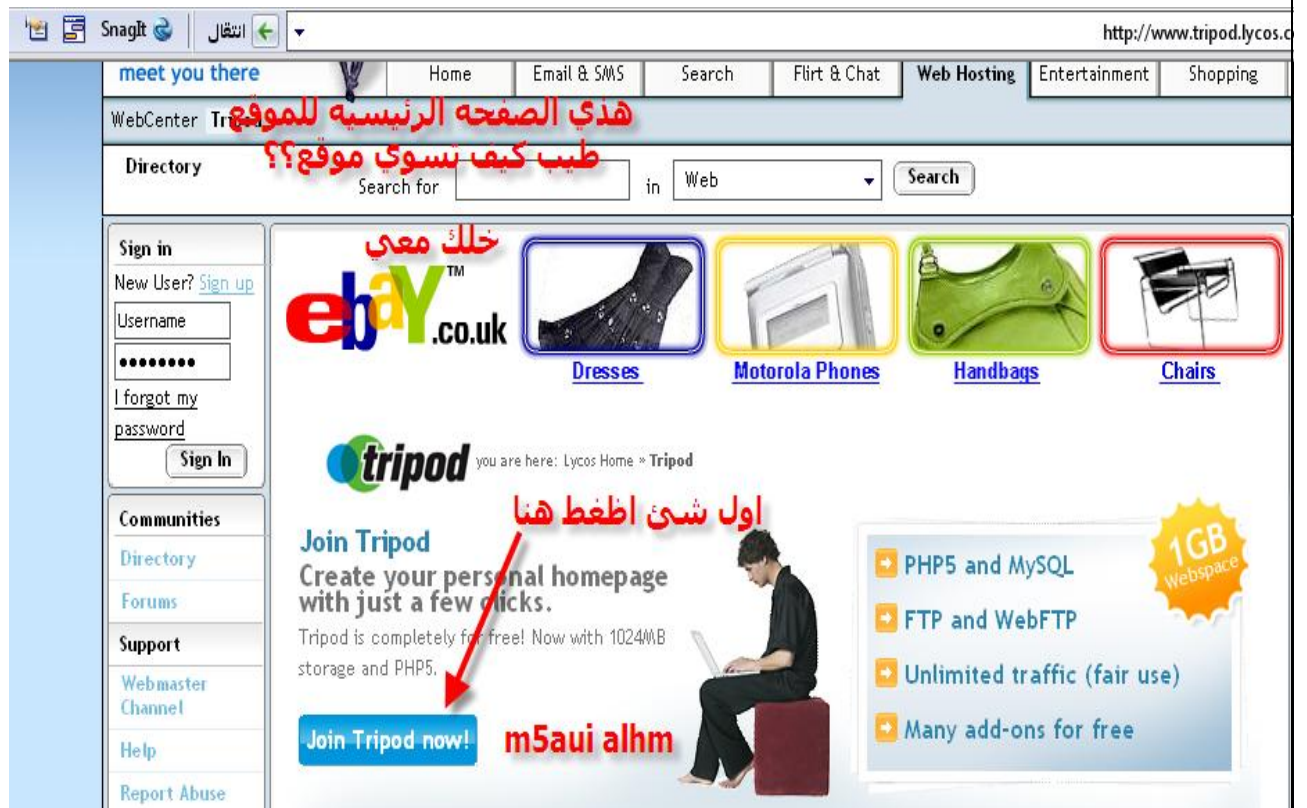 SnagIt
انتقال
http://www.tripod.lycos.c
meet you there
Home
Email & SMS
Search
Flirt & Chat
Web Hosting
Entertainment
Shopping
WebCenter
هذي الصفحه الرئيسيه للموقع
طيب كيف تسوي موقع؟؟
Directory
Search for
in
Web
Search
خلك معي
Sign in
New User? Sign up
Username
I forgot my
password
Sign In
ebaY™.co.uk
Dresses
Motorola Phones
Handbags
Chairs
tripod
you are here: Lycos Home » Tripod
اول شئ اظغط هنا
Communities
Directory
Forums
Support
Webmaster
Channel
Help
Report Abuse
Join Tripod
Create your personal homepage
with just a few clicks.
Tripod is completely for free! Now with 1024MB
storage and PHP5.
Join Tripod now!
m5aui alhm
1GB
Webspace
PHP5 and MySQL
FTP and WebFTP
Unlimited traffic (fair use)
Many add-ons for free